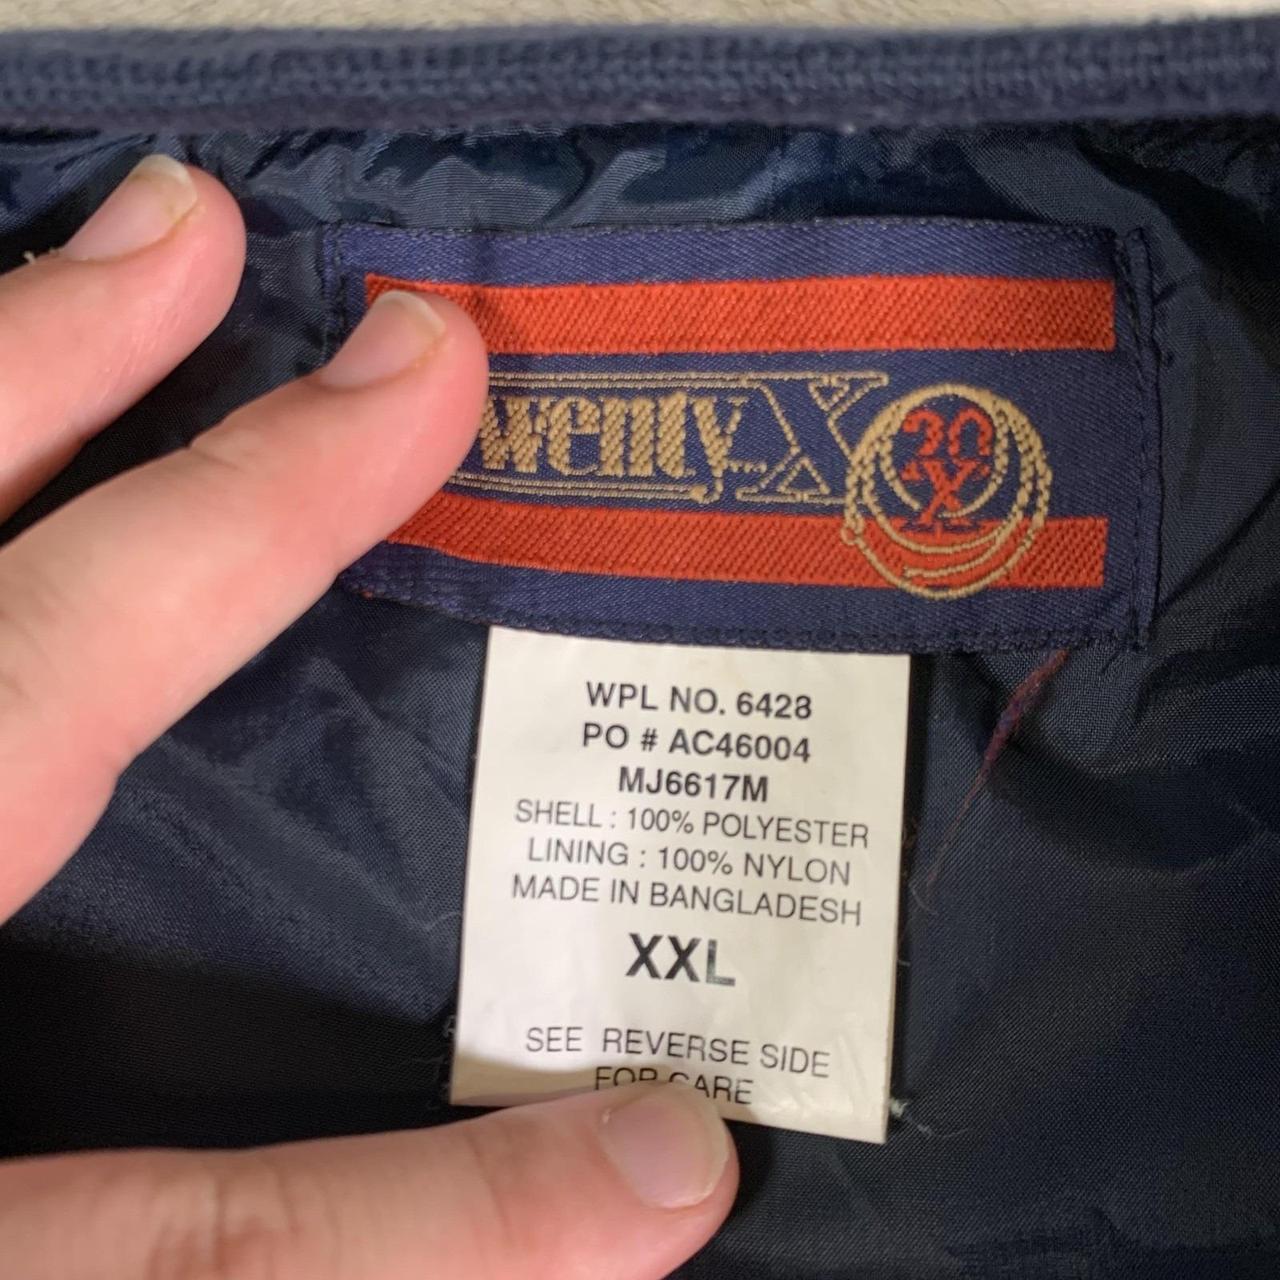 wenty-X
20
X
WPL NO. 6428
PO # AC46004
MJ6617M
SHELL : 100% POLYESTER
LINING : 100% NYLON
MADE IN BANGLADESH
XXL
SEE REVERSE SIDE
FOR CARE